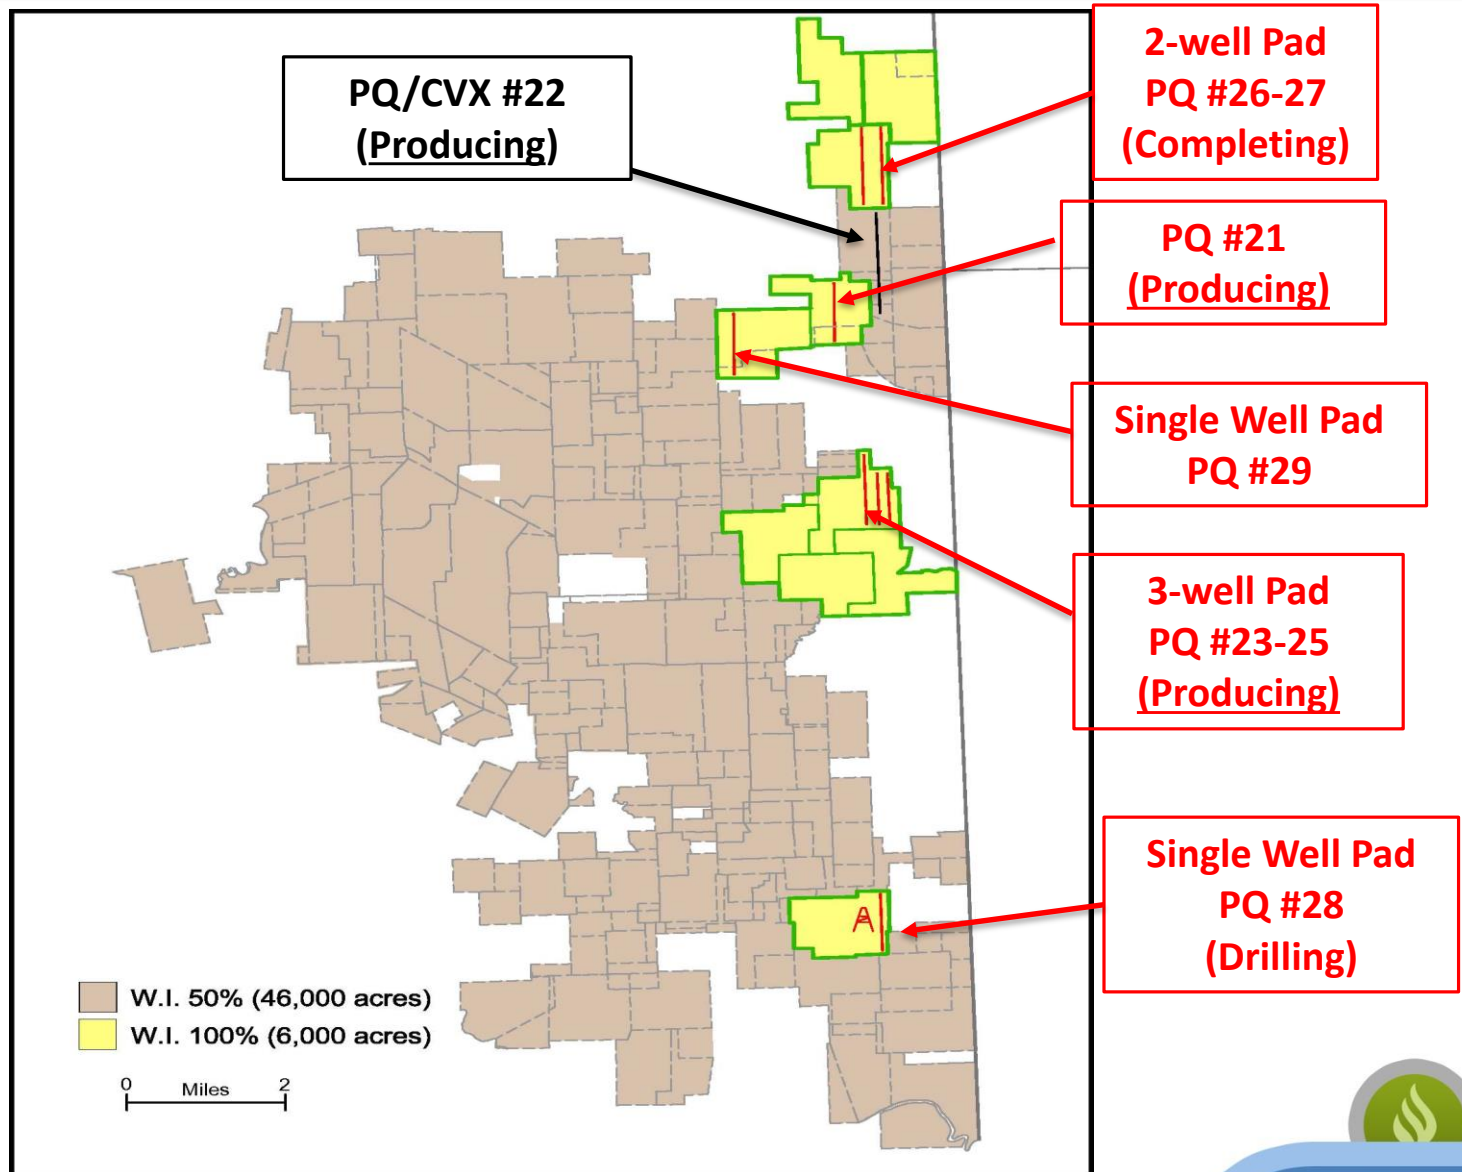 PQ/CVX #22
(Producing)
2-well Pad
PQ #26-27
(Completing)
PQ #21
(Producing)
Single Well Pad
PQ #29
3-well Pad
PQ #23-25
(Producing)
Single Well Pad
PQ #28
(Drilling)
W.I. 50% (46,000 acres)
W.I. 100% (6,000 acres)
0 Miles 2